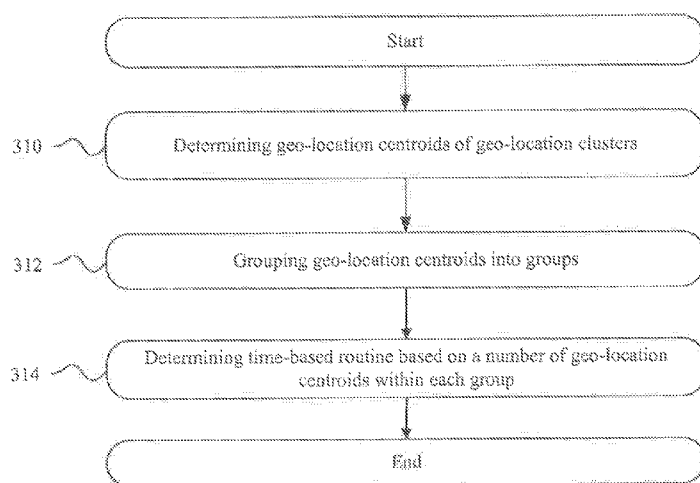 Start
310
Determining geo-location centroids of geo-location clusters
312
Grouping geo-location centroids into groups
314
Determining time-based routine based on a number of geo-location
centroids within each group
End